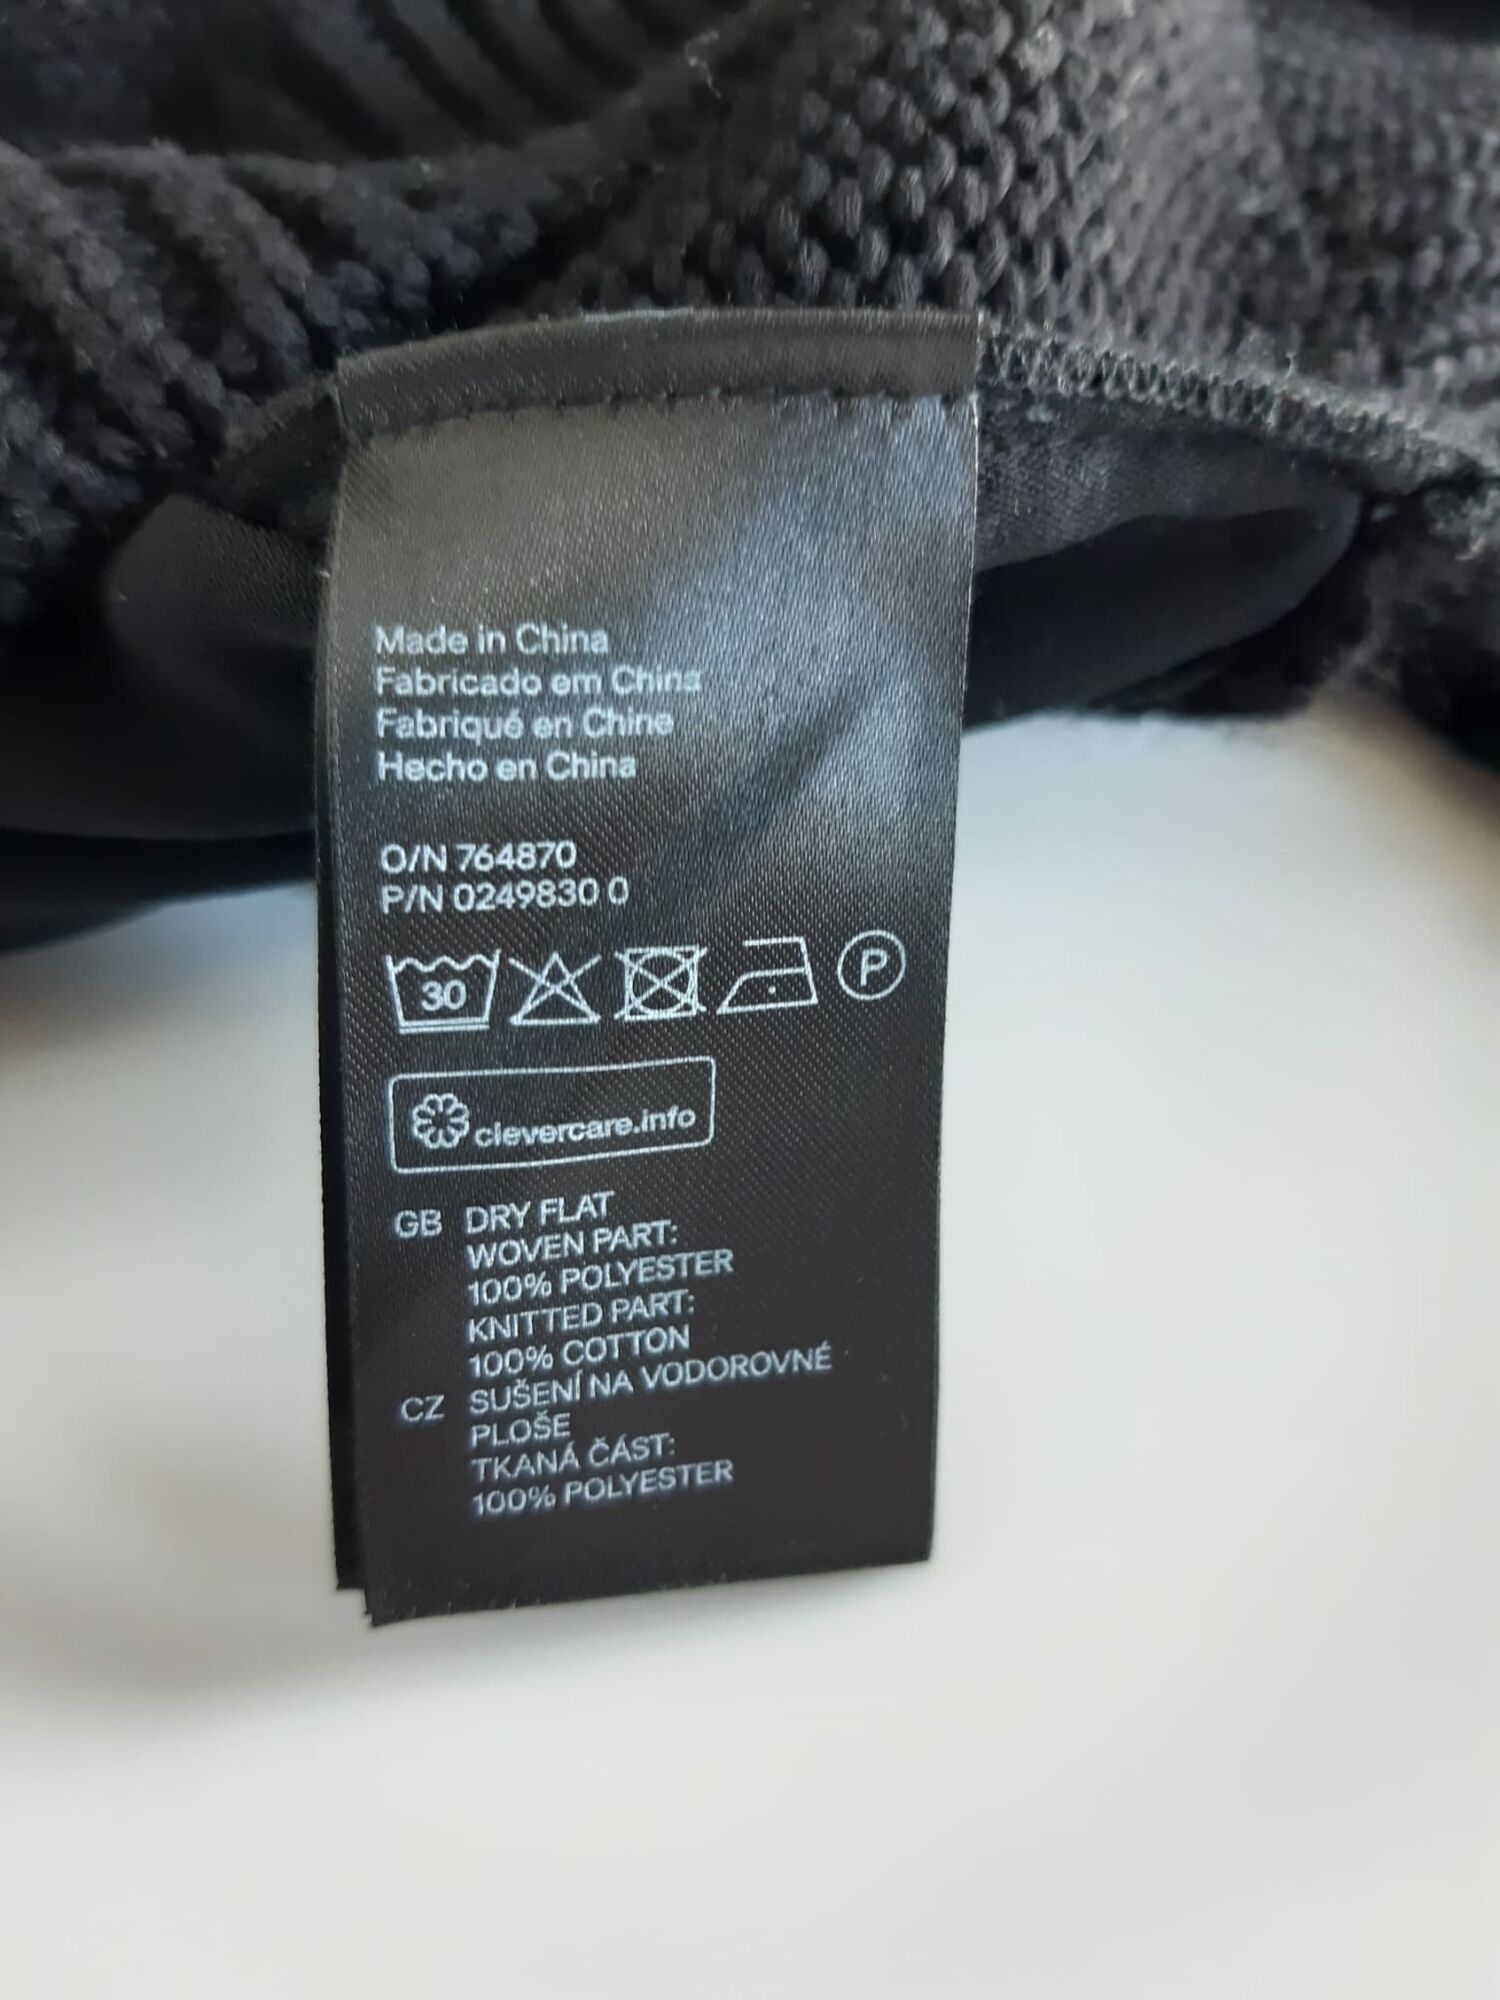 Made in China
Fabricado em China
Fabriqué en Chine
Hecho en China
O/N 764870
P/N 0249830 0
30
P
clevercare.info
GB DRY FLAT
WOVEN PART:
100% POLYESTER
KNITTED PART:
100% COTTON
CZ SUŠENÍ NA VODOROVNÉ
PLOŠE
TKANÁ ČÁST:
100% POLYESTER